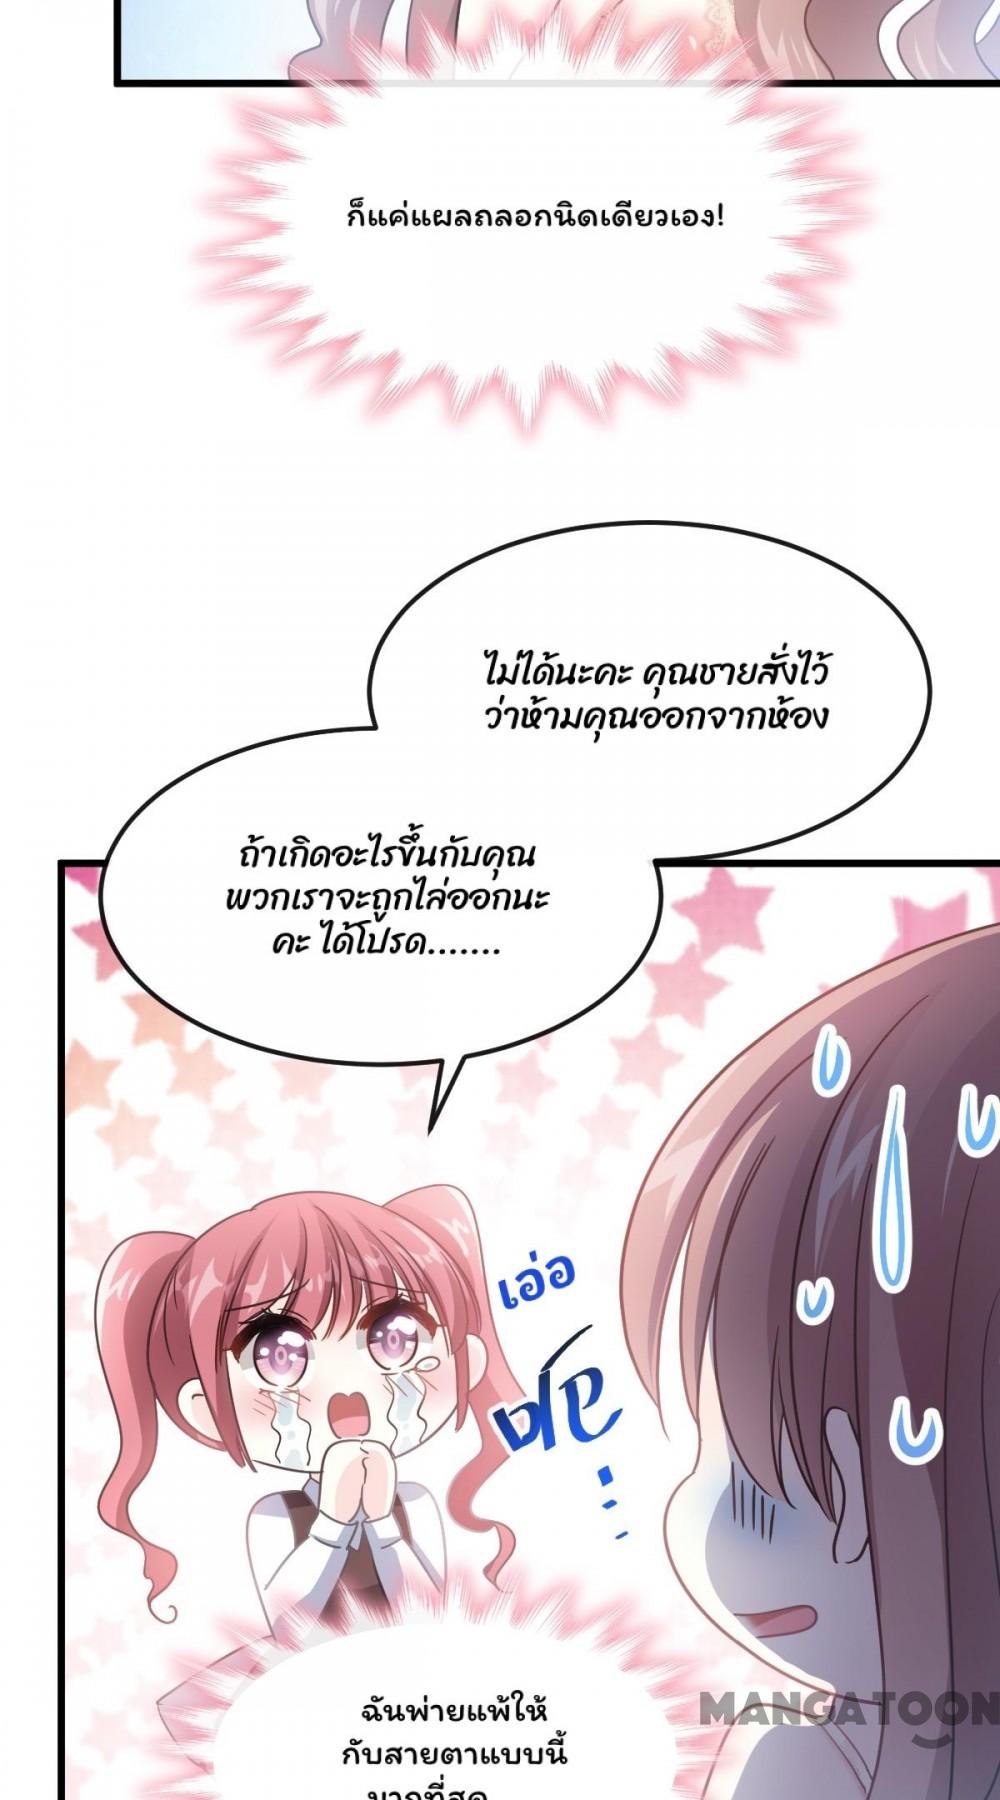 ก็แค่แผลถลอกนิดเดียวเอง!
ไม่ได้นะคะ คุณชายสั่งไว้
ว่าห้ามคุณออกจากห้อง
ถ้าเกิดอะไรขึ้นกับคุณ
พวกเราจะถูกไล่ออกนะ
คะ ได้โปรด.......
เอ่อ
ฉันพ่ายแพ้ให้
กับสายตาแบบนี้
มากที่สุด
MANGATOON